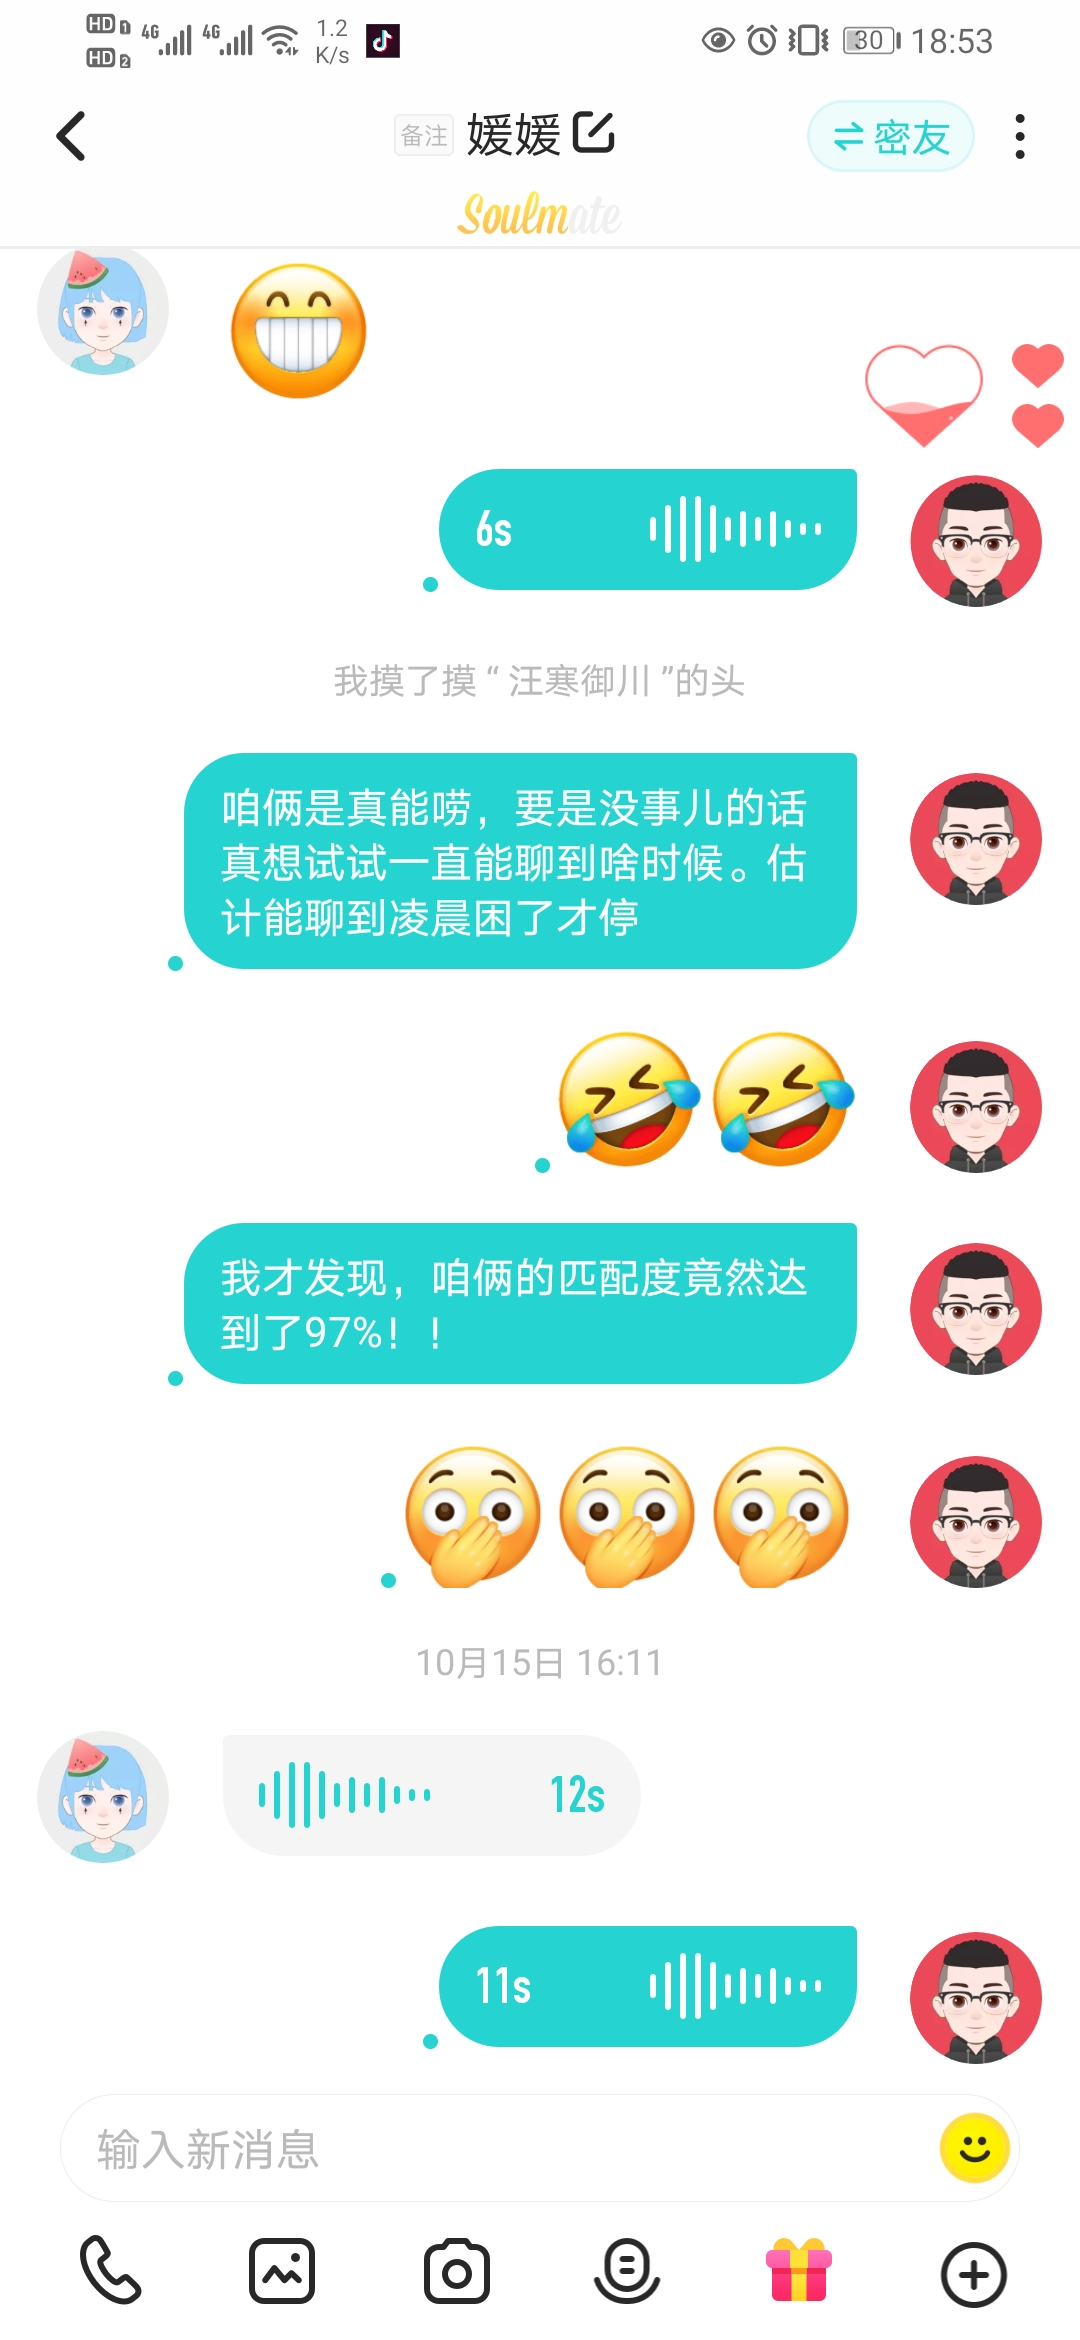 HD 1 4G 4G 1.2 K/s 30 18:53
HD 2
备注 媛媛 密友
Soulmate
6s
我摸了摸 “ 汪寒御川 ”的头
咱俩是真能唠，要是没事儿的话
真想试试一直能聊到啥时候。估
计能聊到凌晨困了才停
我才发现，咱俩的匹配度竟然达
到了97%！！
10月15日 16:11
12s
11s
输入新消息